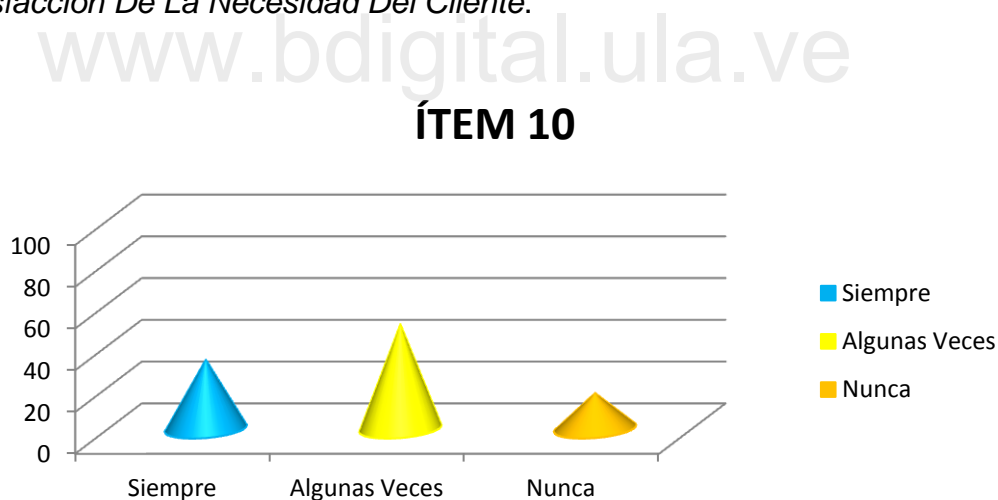 sfacción De La Necesidad Del Cliente.
www.bdigital.ula.ve
ÍTEM 10
100
80
60
40
20
0
Siempre
Algunas Veces
Nunca
Siempre
Algunas Veces
Nunca